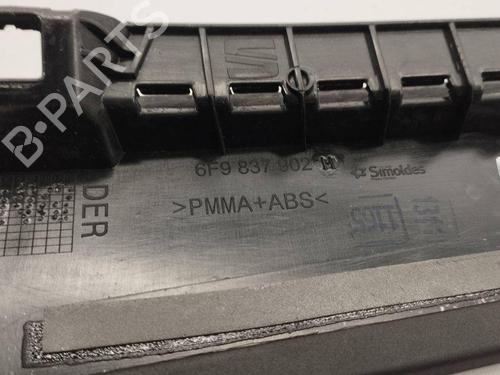 6F9 837 902 H
Simoldes
>PMMA+ABS<
DER
B-PARTS